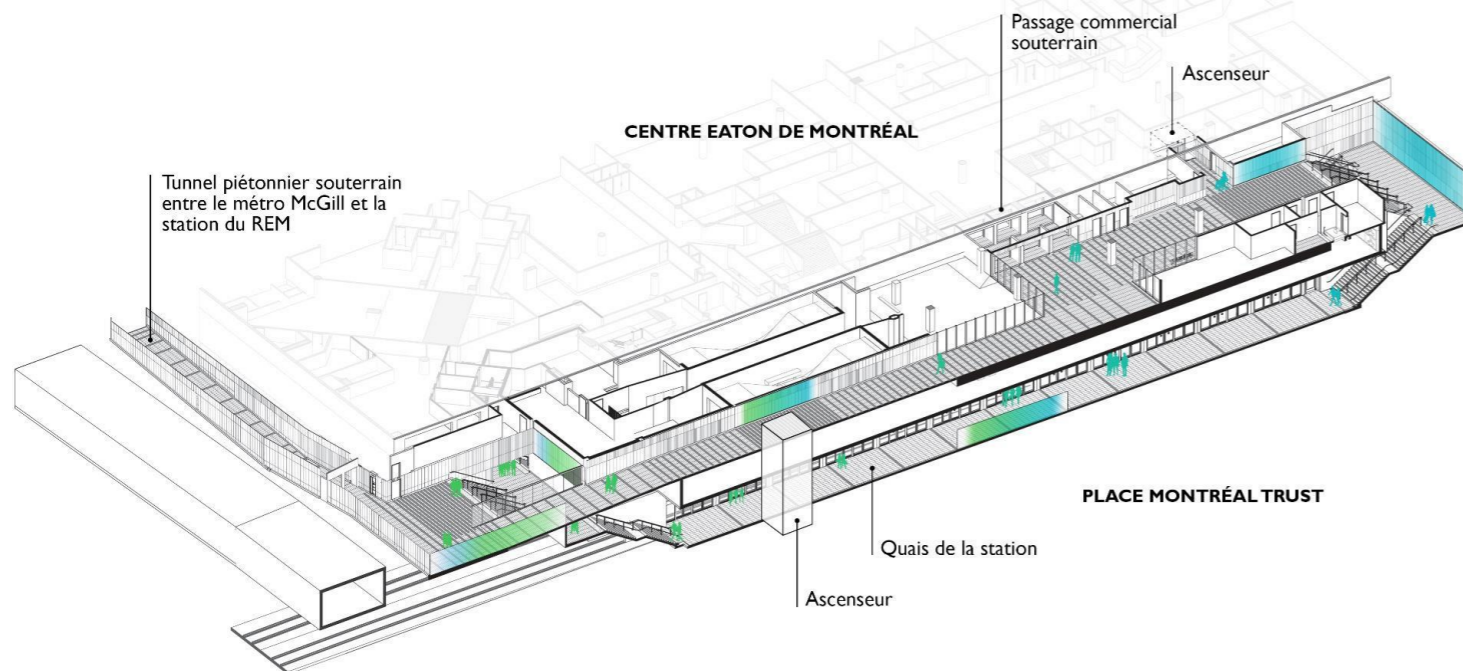 Passage commercial
souterrain
Ascenseur
CENTRE EATON DE MONTRÉAL
Tunnel piétonnier souterrain
entre le métro McGill et la
station du REM
PLACE MONTRÉAL TRUST
Quais de la station
Ascenseur